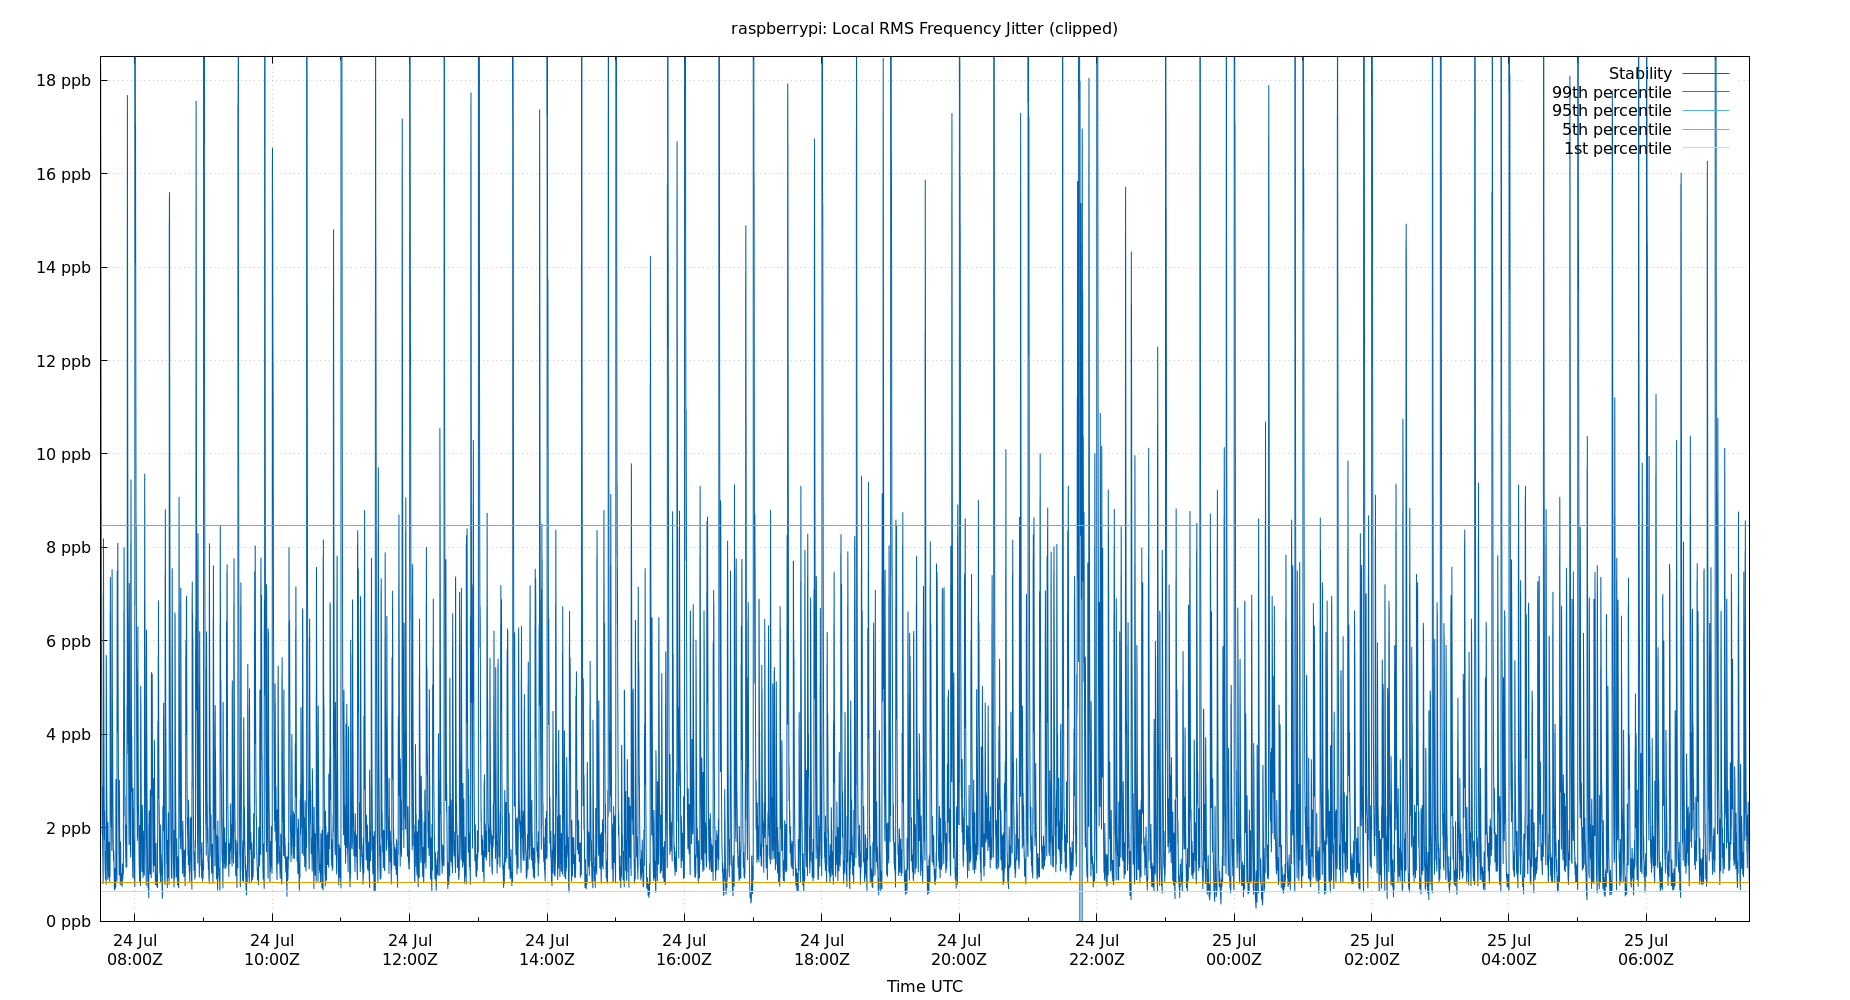 raspberrypi: Local RMS Frequency Jitter (clipped)
18 ppb
16 ppb
14 ppb
12 ppb
10 ppb
8 ppb
6 ppb
4 ppb
2 ppb
0 ppb
Stability
99th percentile
95th percentile
5th percentile
1st percentile
24 Jul 24 Jul 24 Jul 24 Jul 24 Jul 24 Jul 24 Jul 24 Jul 25 Jul 25 Jul 25 Jul 25 Jul
08:00Z 10:00Z 12:00Z 14:00Z 16:00Z 18:00Z 20:00Z 22:00Z 00:00Z 02:00Z 04:00Z 06:00Z
Time UTC